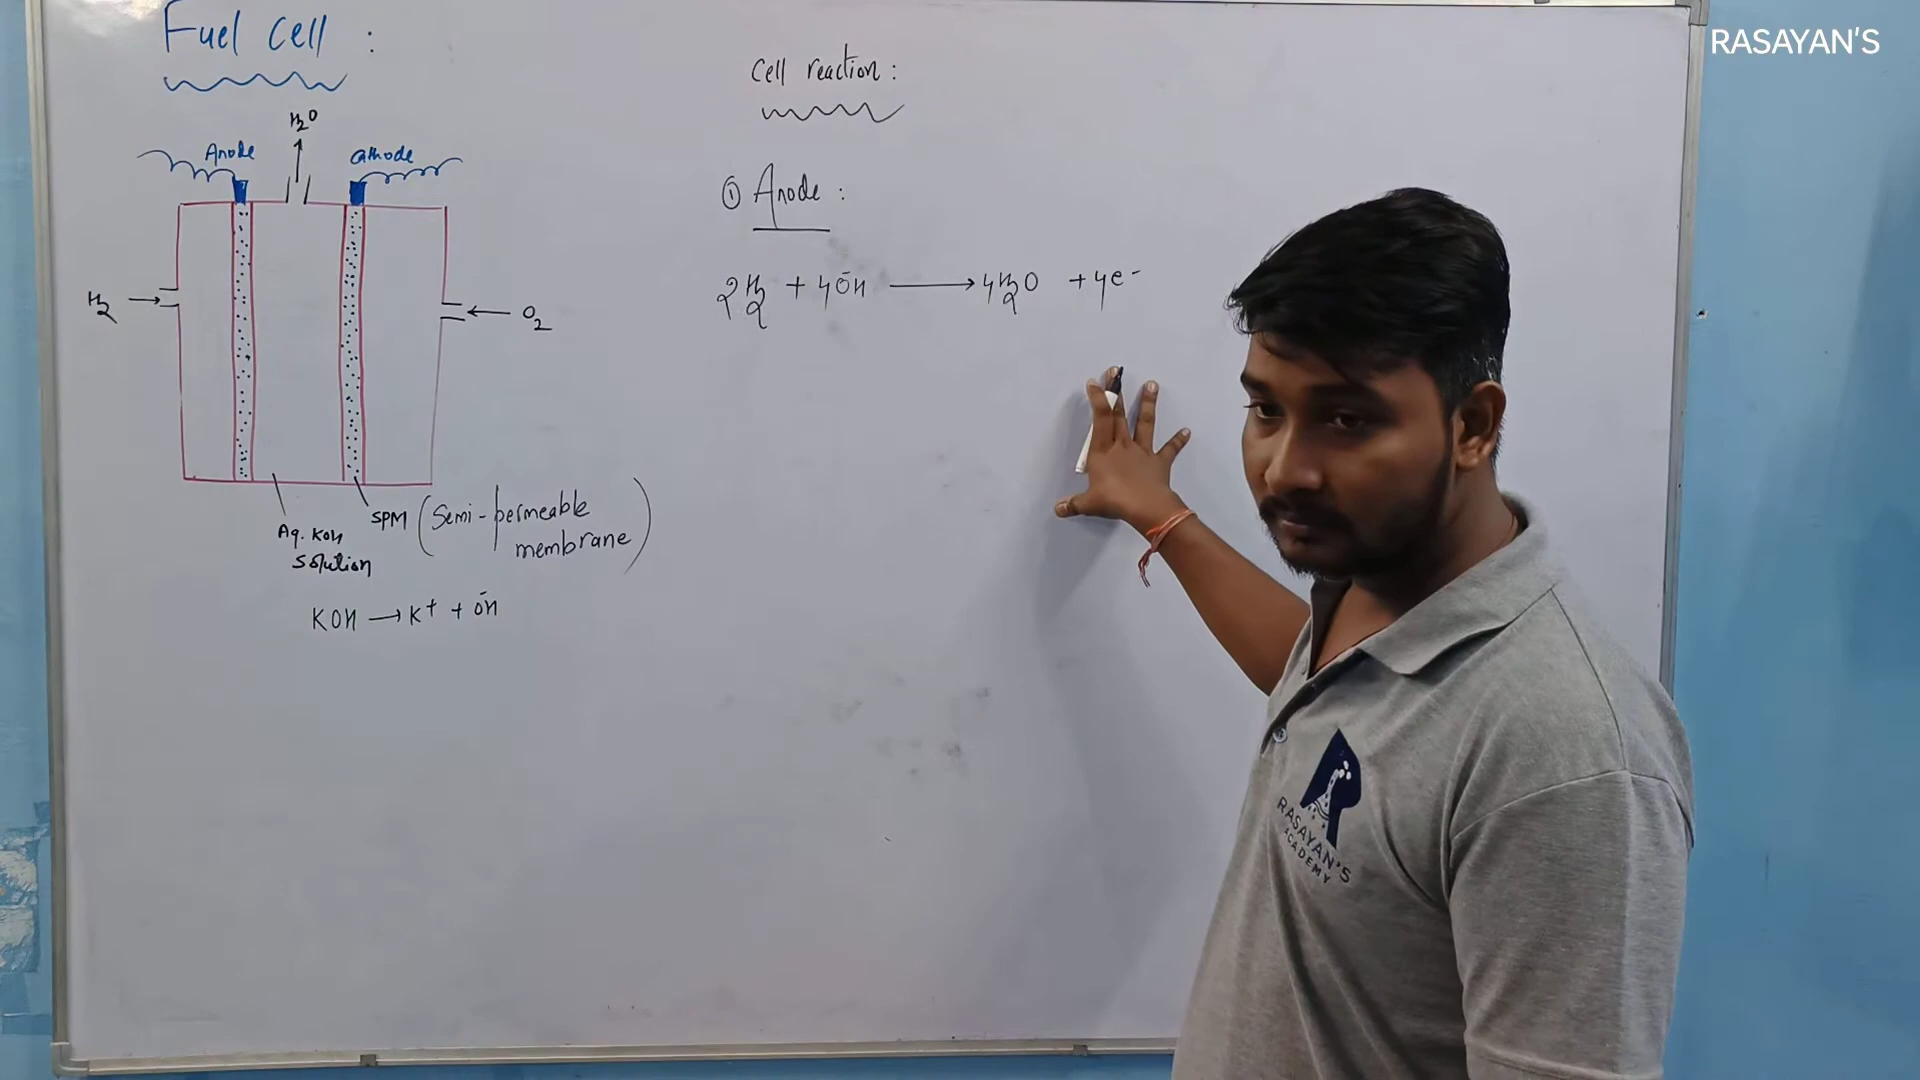 Fuel Cell :
H2O
Anode
Cathode
H2
O2
Aq. KOH
Solution
SPM (Semi-permeable
membrane)
KOH → K+ + OH-
Cell reaction :
① Anode :
2H2 + 4OH- → 4H2O + 4e-
RASAYAN'S
RASAYAN'S
ACADEMY